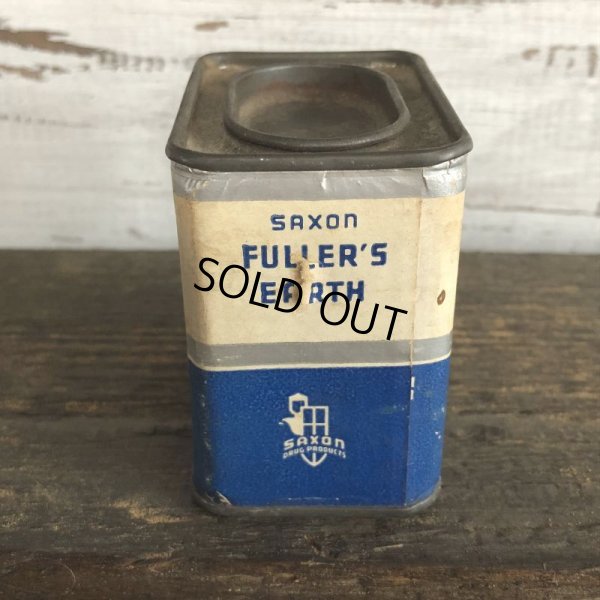 SAXON
FULLER'S
EARTH
SOLD OUT
SAXON
DRUG PRODUCTS